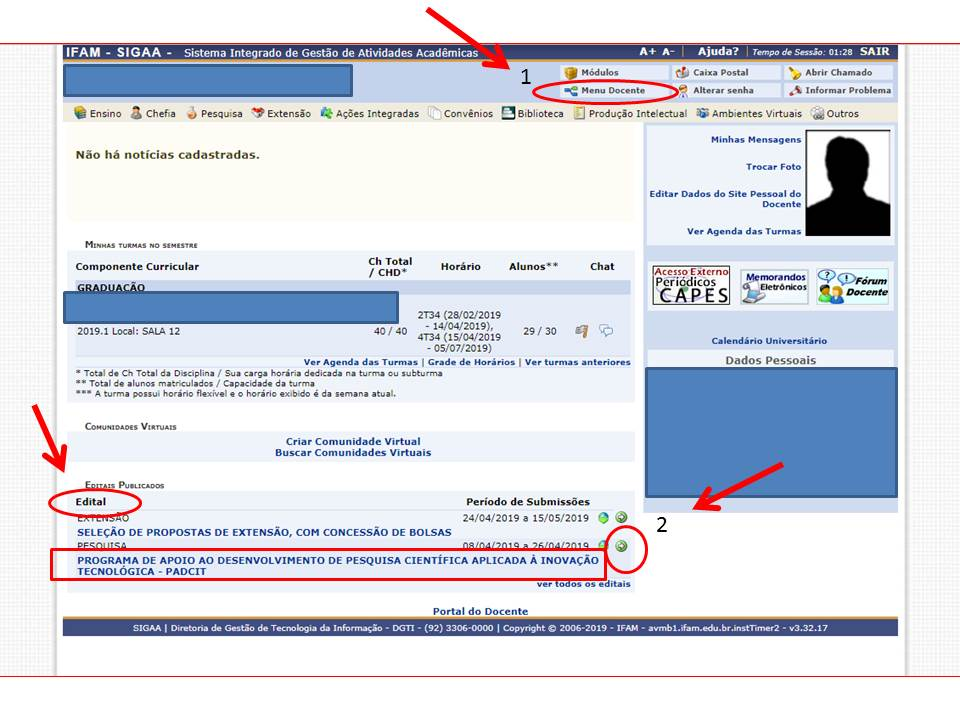 IFAM - SIGAA - Sistema Integrado de Gestão de Atividades Acadêmicas A+ A- | Ajuda? | Tempo de Sessão: 01:28 SAIR
1
Módulos Caixa Postal Abrir Chamado
Menu Docente Alterar senha Informar Problema
Ensino Chefia Pesquisa Extensão Ações Integradas Convênios Biblioteca Produção Intelectual Ambientes Virtuais Outros
Não há notícias cadastradas.
Minhas Mensagens
Trocar Foto
Editar Dados do Site Pessoal do
Docente
Ver Agenda das Turmas
MINHAS TURMAS NO SEMESTRE
Componente Curricular Ch Total / CHD* Horário Alunos** Chat
GRADUAÇÃO
2019.1 Local: SALA 12 40 / 40 2T34 (28/02/2019
- 14/04/2019),
4T34 (15/04/2019
- 05/07/2019) 29 / 30
Ver Agenda das Turmas | Grade de Horários | Ver turmas anteriores
* Total de Ch Total da Disciplina / Sua carga horária dedicada na turma ou subturma
** Total de alunos matriculados / Capacidade da turma
*** A turma possui horário flexível e o horário exibido é da semana atual.
Acesso Externo
Periódicos
CAPES
Memorandos
Eletrônicos
Fórum
Docente
Calendário Universitário
Dados Pessoais
COMUNIDADES VIRTUAIS
Criar Comunidade Virtual
Buscar Comunidades Virtuais
EDITAIS PUBLICADOS
Edital Período de Submissões
EXTENSÃO 24/04/2019 a 15/05/2019
SELEÇÃO DE PROPOSTAS DE EXTENSÃO, COM CONCESSÃO DE BOLSAS
2
PESQUISA 08/04/2019 a 26/04/2019
PROGRAMA DE APOIO AO DESENVOLVIMENTO DE PESQUISA CIENTÍFICA APLICADA À INOVAÇÃO
TECNOLÓGICA - PADCIT
ver todos os editais
Portal do Docente
SIGAA | Diretoria de Gestão de Tecnologia da Informação - DGTI - (92) 3306-0000 | Copyright © 2006-2019 - IFAM - avmb1.ifam.edu.br.instTimer2 - v3.32.17